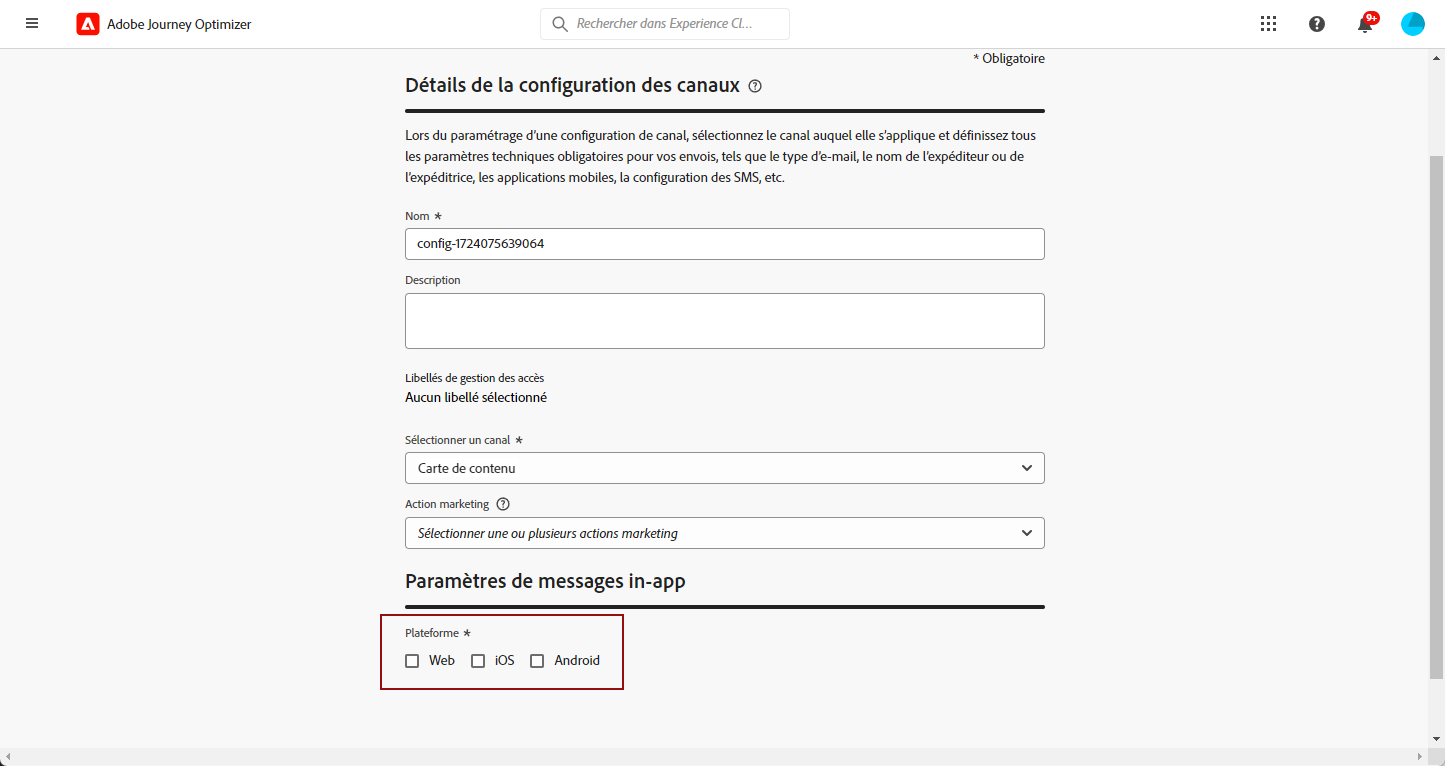 Adobe Journey Optimizer
Rechercher dans Experience Cl...
9+
* Obligatoire
Détails de la configuration des canaux
Lors du paramétrage d’une configuration de canal, sélectionnez le canal auquel elle s’applique et définissez tous
les paramètres techniques obligatoires pour vos envois, tels que le type d’e-mail, le nom de l’expéditeur ou de
l’expéditrice, les applications mobiles, la configuration des SMS, etc.
Nom *
config-1724075639064
Description
Libellés de gestion des accès
Aucun libellé sélectionné
Sélectionner un canal *
Carte de contenu
Action marketing
Sélectionner une ou plusieurs actions marketing
Paramètres de messages in-app
Plateforme *
Web iOS Android